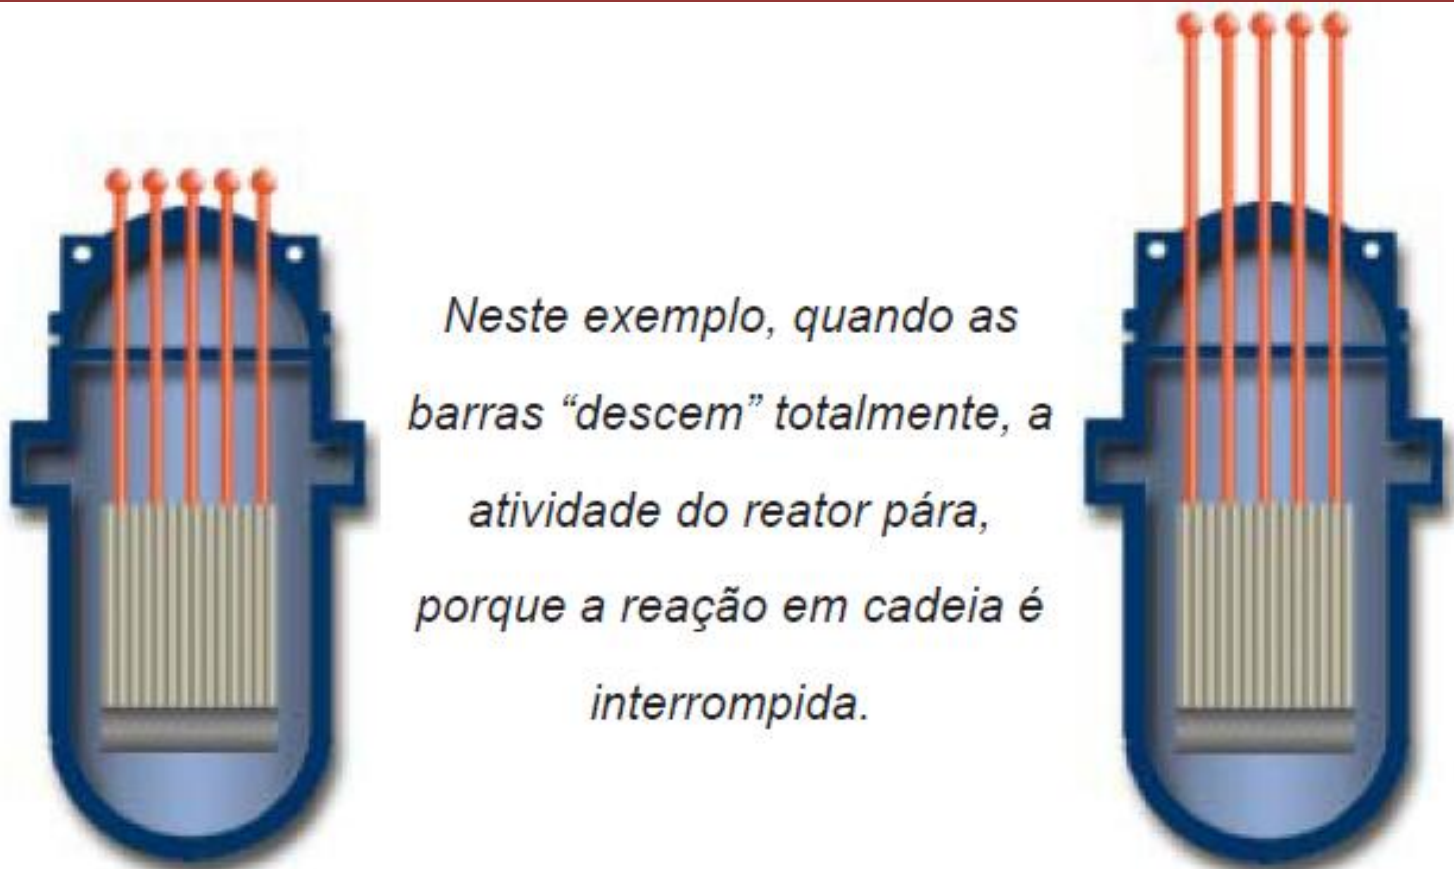 Neste exemplo, quando as
barras “descem” totalmente, a
atividade do reator pára,
porque a reação em cadeia é
interrompida.